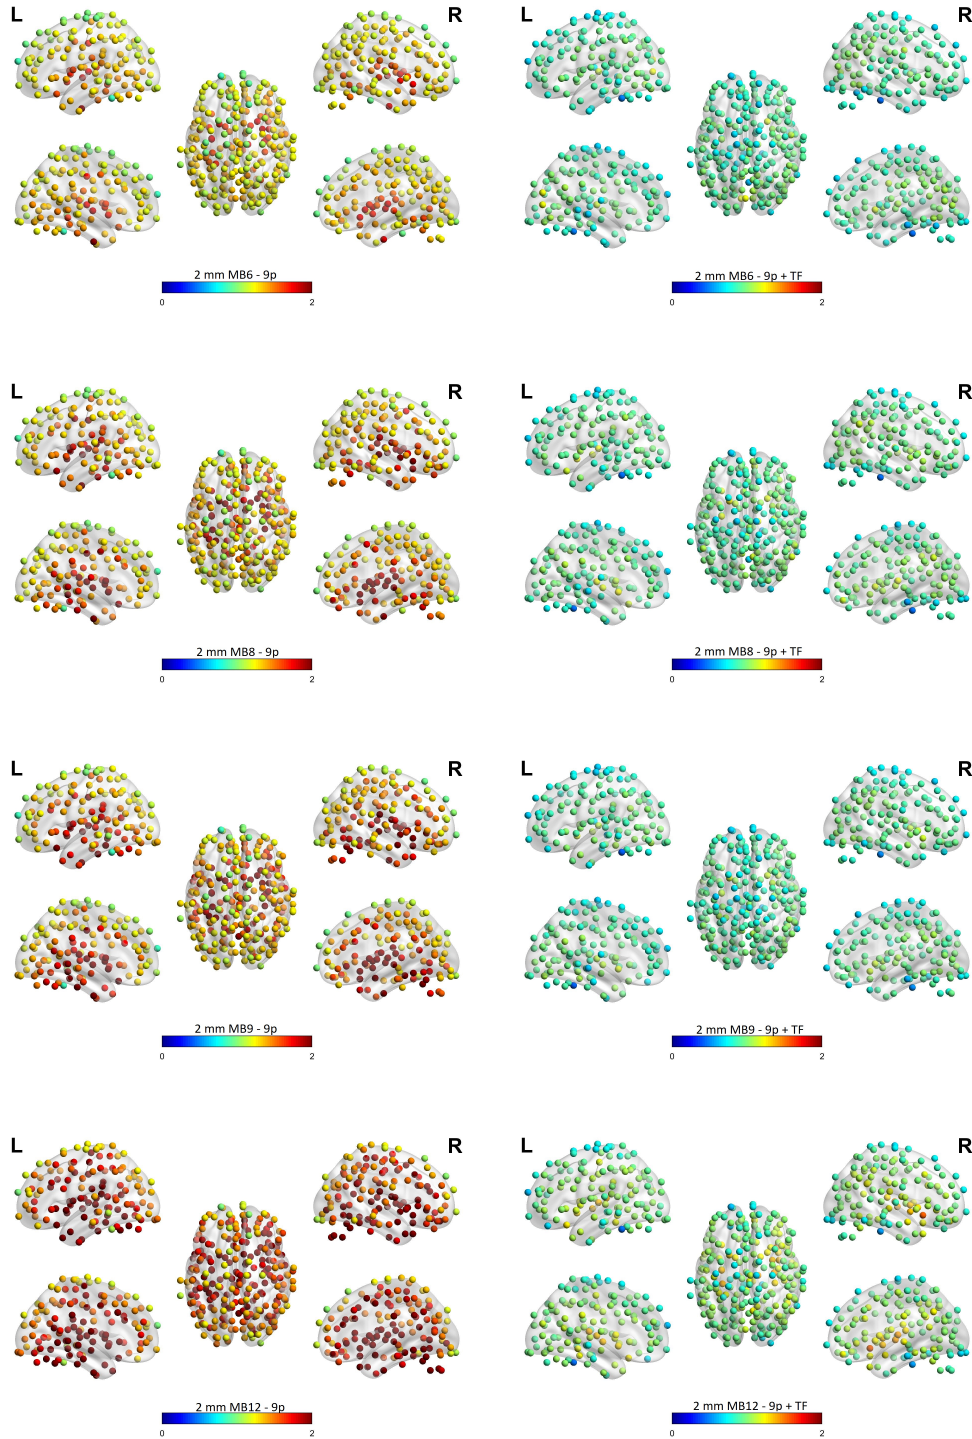 L R L R
2 mm MB6 - 9p 2 mm MB6 - 9p + TF
0 2 0 2
L R L R
2 mm MB8 - 9p 2 mm MB8 - 9p + TF
0 2 0 2
L R L R
2 mm MB9 - 9p 2 mm MB9 - 9p + TF
0 2 0 2
L R L R
2 mm MB12 - 9p 2 mm MB12 - 9p + TF
0 2 0 2